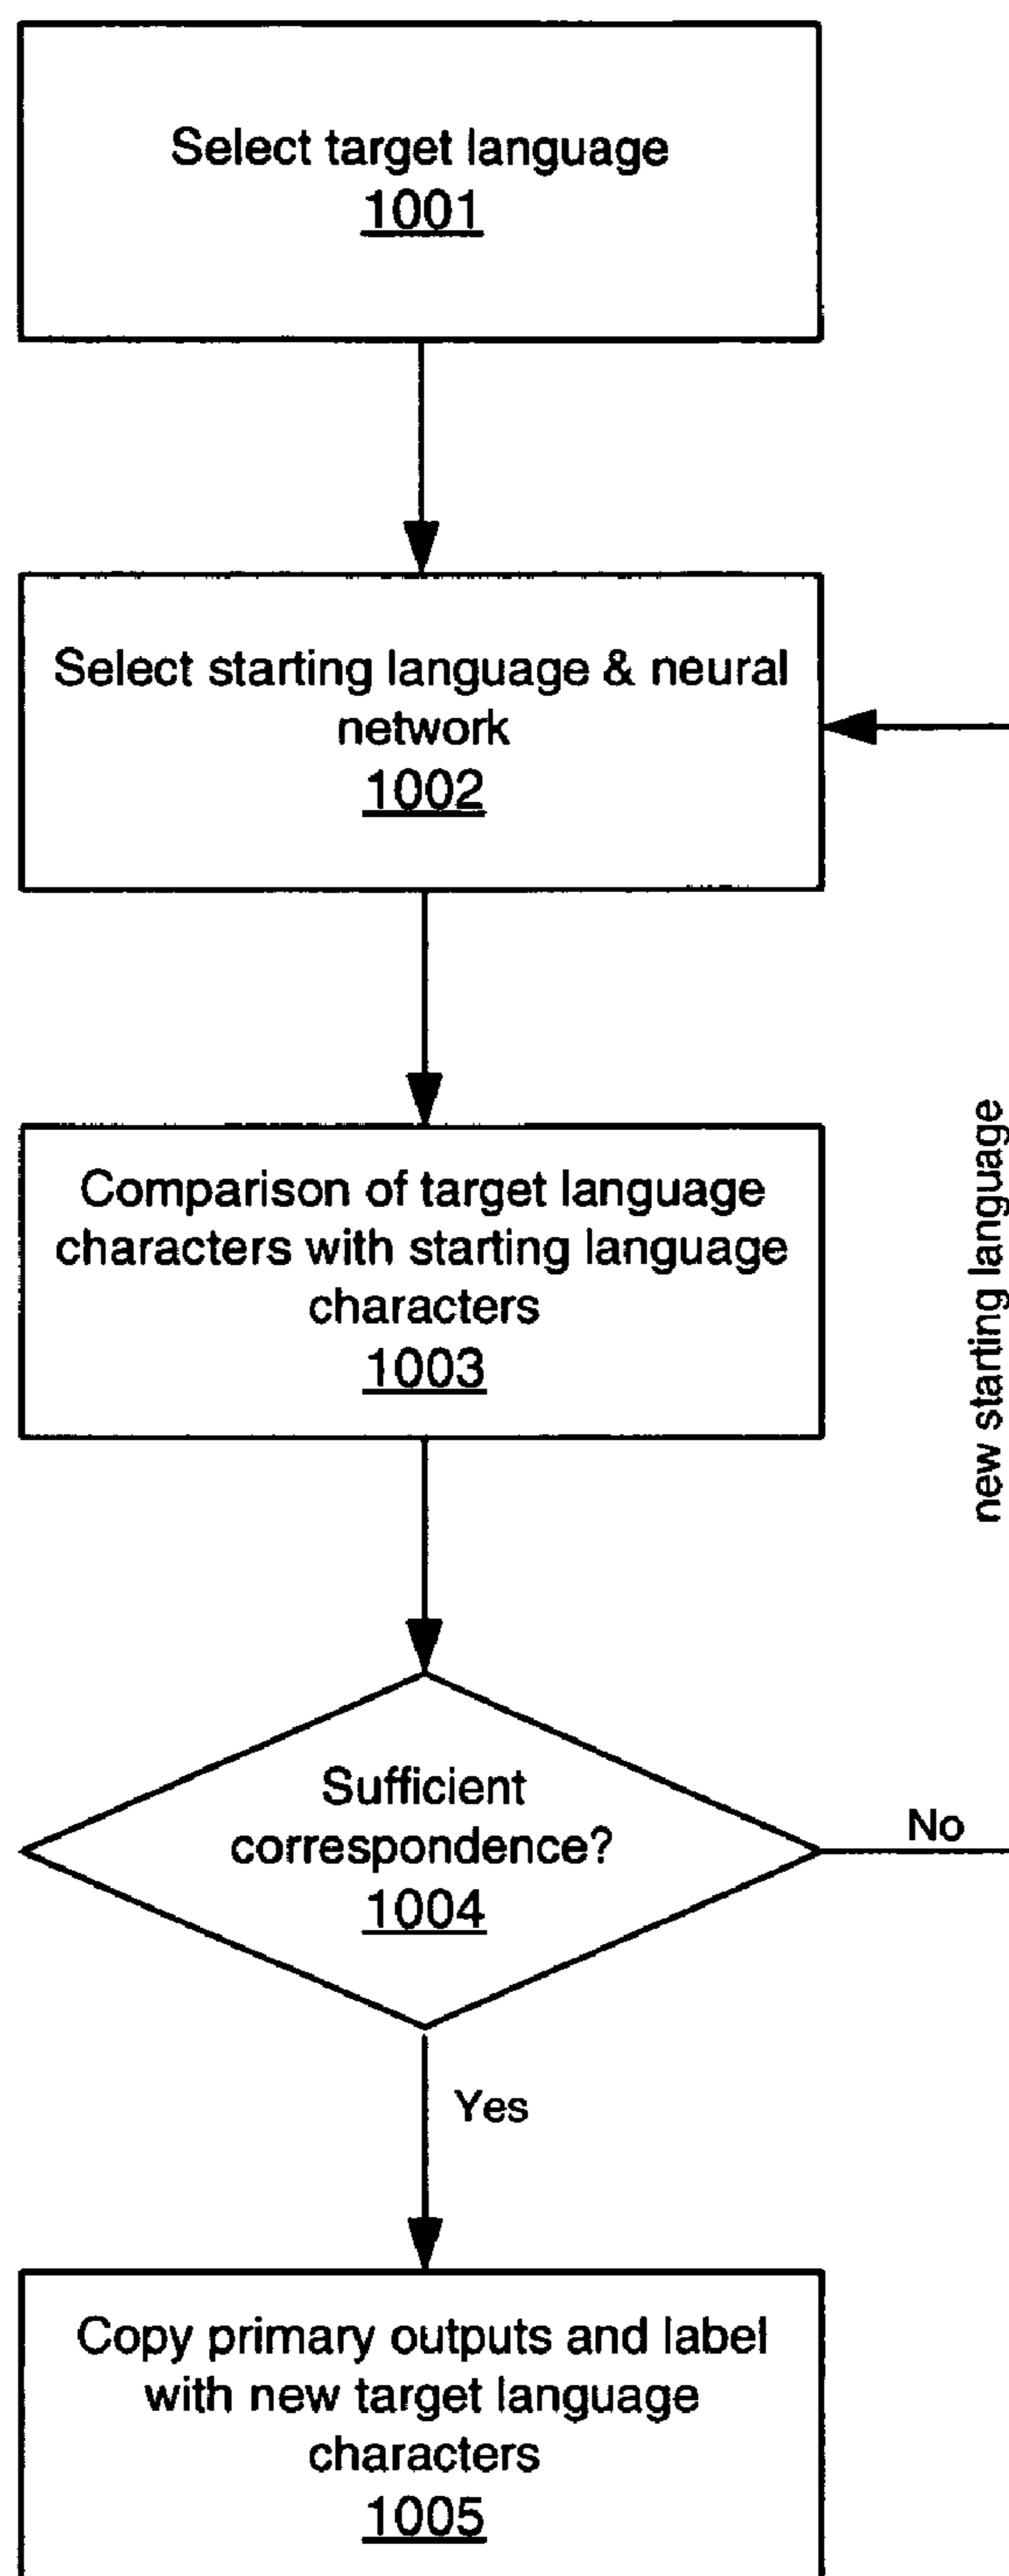 Select target language
1001
Select starting language & neural
network
1002
Comparison of target language
characters with starting language
characters
1003
new starting language
Sufficient
correspondence?
1004
No
Yes
Copy primary outputs and label
with new target language
characters
1005